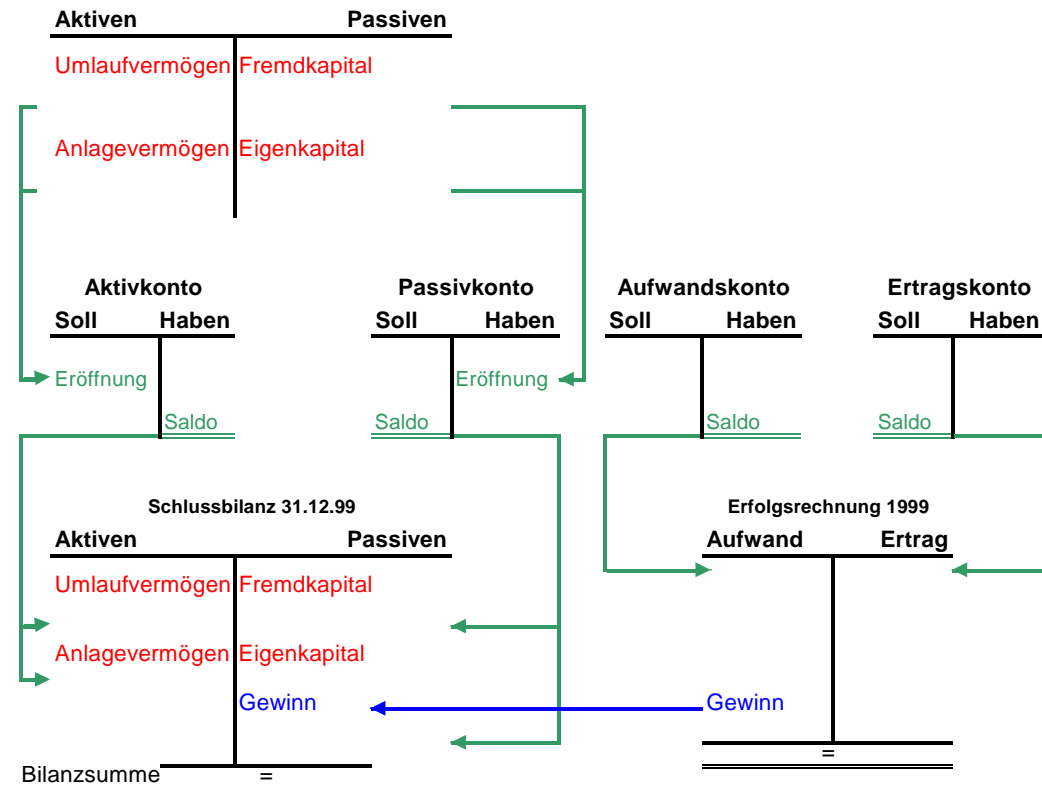 Aktiven Passiven
Umlaufvermögen Fremdkapital
Anlagevermögen Eigenkapital
Aktivkonto Passivkonto Aufwandskonto Ertragskonto
Soll Haben Soll Haben Soll Haben Soll Haben
Eröffnung Eröffnung
Saldo Saldo Saldo Saldo
Schlussbilanz 31.12.99 Erfolgsrechnung 1999
Aktiven Passiven Aufwand Ertrag
Umlaufvermögen Fremdkapital
Anlagevermögen Eigenkapital
Gewinn Gewinn
=
Bilanzsumme =